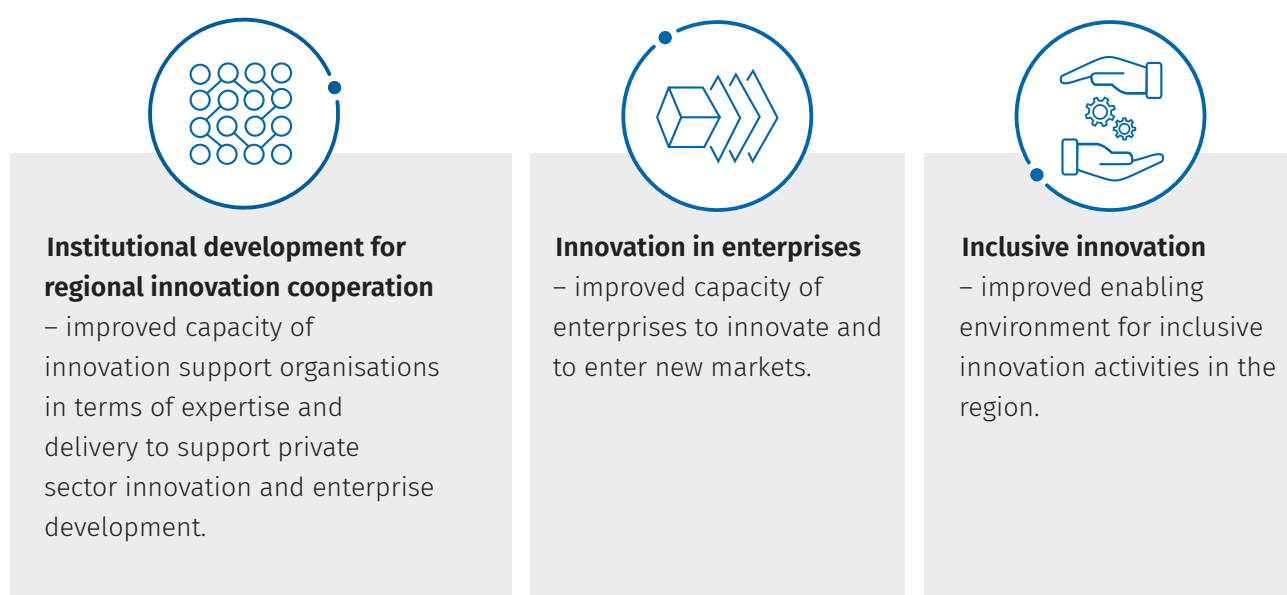 Institutional development for
regional innovation cooperation
– improved capacity of
innovation support organisations
in terms of expertise and
delivery to support private
sector innovation and enterprise
development.
Innovation in enterprises
– improved capacity of
enterprises to innovate and
to enter new markets.
Inclusive innovation
– improved enabling
environment for inclusive
innovation activities in the
region.